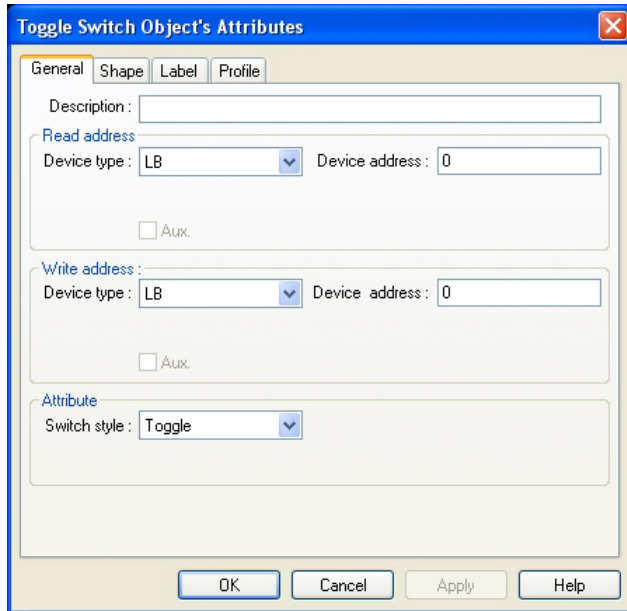 Toggle Switch Object's Attributes
General Shape Label Profile
Description :
Read address
Device type : LB Device address : 0
Aux.
Write address :
Device type : LB Device address : 0
Aux.
Attribute
Switch style : Toggle
OK Cancel Apply Help